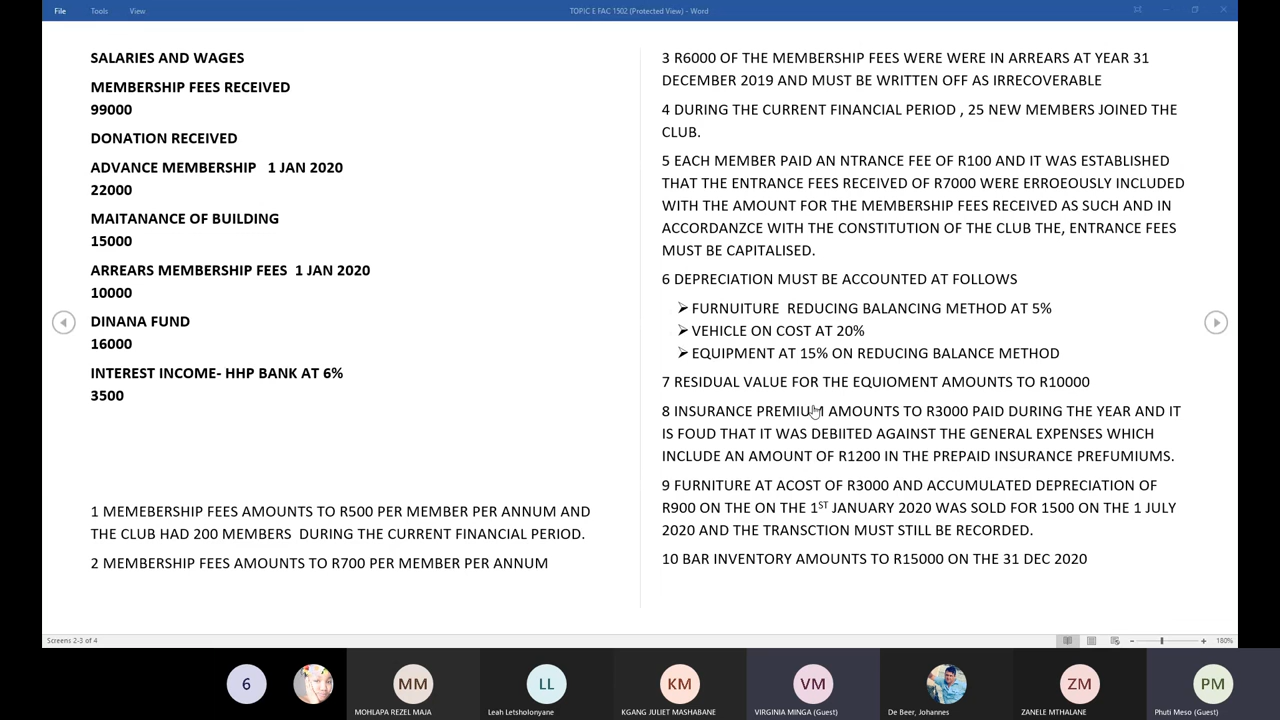 File Tools View TOPIC E FAC 1502 (Protected View) - Word
SALARIES AND WAGES
MEMBERSHIP FEES RECEIVED
99000
DONATION RECEIVED
ADVANCE MEMBERSHIP 1 JAN 2020
22000
MAITANANCE OF BUILDING
15000
ARREARS MEMBERSHIP FEES 1 JAN 2020
10000
DINANA FUND
16000
INTEREST INCOME- HHP BANK AT 6%
3500
1 MEMEBERSHIP FEES AMOUNTS TO R500 PER MEMBER PER ANNUM AND
THE CLUB HAD 200 MEMBERS DURING THE CURRENT FINANCIAL PERIOD.
2 MEMBERSHIP FEES AMOUNTS TO R700 PER MEMBER PER ANNUM
3 R6000 OF THE MEMBERSHIP FEES WERE WERE IN ARREARS AT YEAR 31
DECEMBER 2019 AND MUST BE WRITTEN OFF AS IRRECOVERABLE
4 DURING THE CURRENT FINANCIAL PERIOD , 25 NEW MEMBERS JOINED THE
CLUB.
5 EACH MEMBER PAID AN NTRANCE FEE OF R100 AND IT WAS ESTABLISHED
THAT THE ENTRANCE FEES RECEIVED OF R7000 WERE ERROEOUSLY INCLUDED
WITH THE AMOUNT FOR THE MEMBERSHIP FEES RECEIVED AS SUCH AND IN
ACCORDANZCE WITH THE CONSTITUTION OF THE CLUB THE, ENTRANCE FEES
MUST BE CAPITALISED.
6 DEPRECIATION MUST BE ACCOUNTED AT FOLLOWS
➢ FURNUITURE REDUCING BALANCING METHOD AT 5%
➢ VEHICLE ON COST AT 20%
➢ EQUIPMENT AT 15% ON REDUCING BALANCE METHOD
7 RESIDUAL VALUE FOR THE EQUIOMENT AMOUNTS TO R10000
8 INSURANCE PREMIUM AMOUNTS TO R3000 PAID DURING THE YEAR AND IT
IS FOUD THAT IT WAS DEBIITED AGAINST THE GENERAL EXPENSES WHICH
INCLUDE AN AMOUNT OF R1200 IN THE PREPAID INSURANCE PREFUMIUMS.
9 FURNITURE AT ACOST OF R3000 AND ACCUMULATED DEPRECIATION OF
R900 ON THE ON THE 1ST JANUARY 2020 WAS SOLD FOR 1500 ON THE 1 JULY
2020 AND THE TRANSCTION MUST STILL BE RECORDED.
10 BAR INVENTORY AMOUNTS TO R15000 ON THE 31 DEC 2020
Screens 2-3 of 4 180%
6 MM LL KM VM ZM PM
MOHLAPA REZEL MAJA Leah Letsholonyane KGANG JULIET MASHABANE VIRGINIA MINGA (Guest) De Beer, Johannes ZANELE MTHALANE Phuti Meso (Guest)